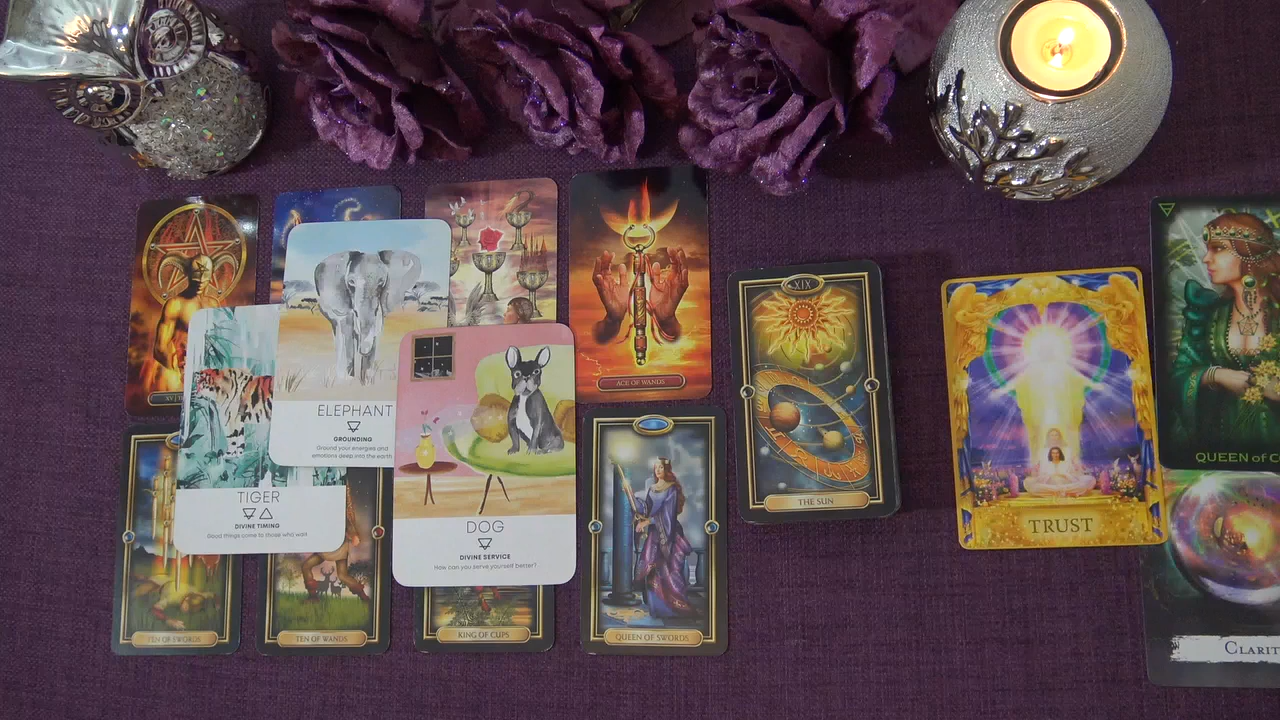 XV
ACE OF WANDS
ELEPHANT
GROUNDING
Ground your energies and
emotions deep into the earth
XIX
THE SUN
TRUST
QUEEN of C
TIGER
DIVINE TIMING
Good things come to those who wait
DOG
DIVINE SERVICE
How can you serve yourself better?
TEN OF SWORDS
TEN OF WANDS
KING OF CUPS
QUEEN OF SWORDS
CLARIT